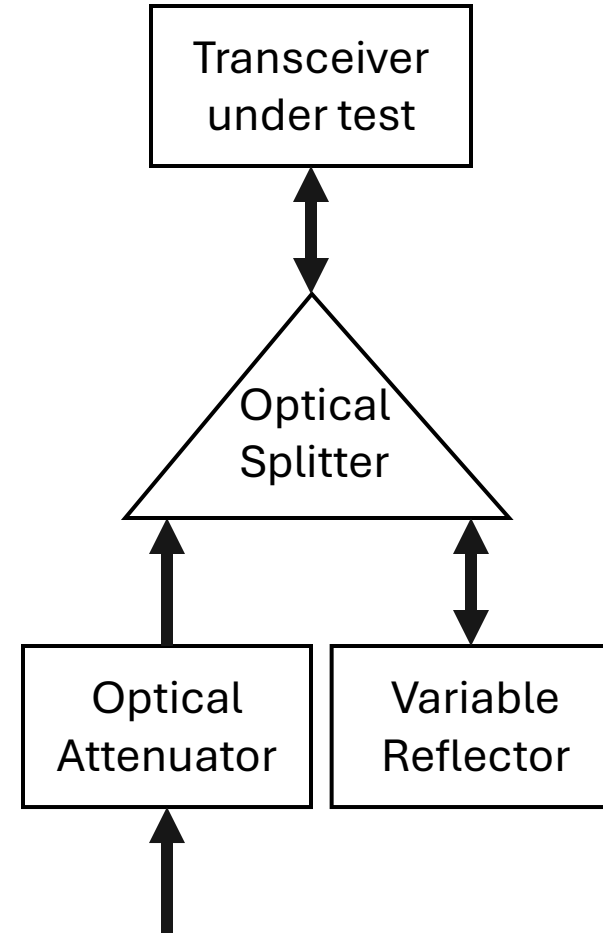 Transceiver
under test
Optical
Splitter
Optical
Attenuator
Variable
Reflector